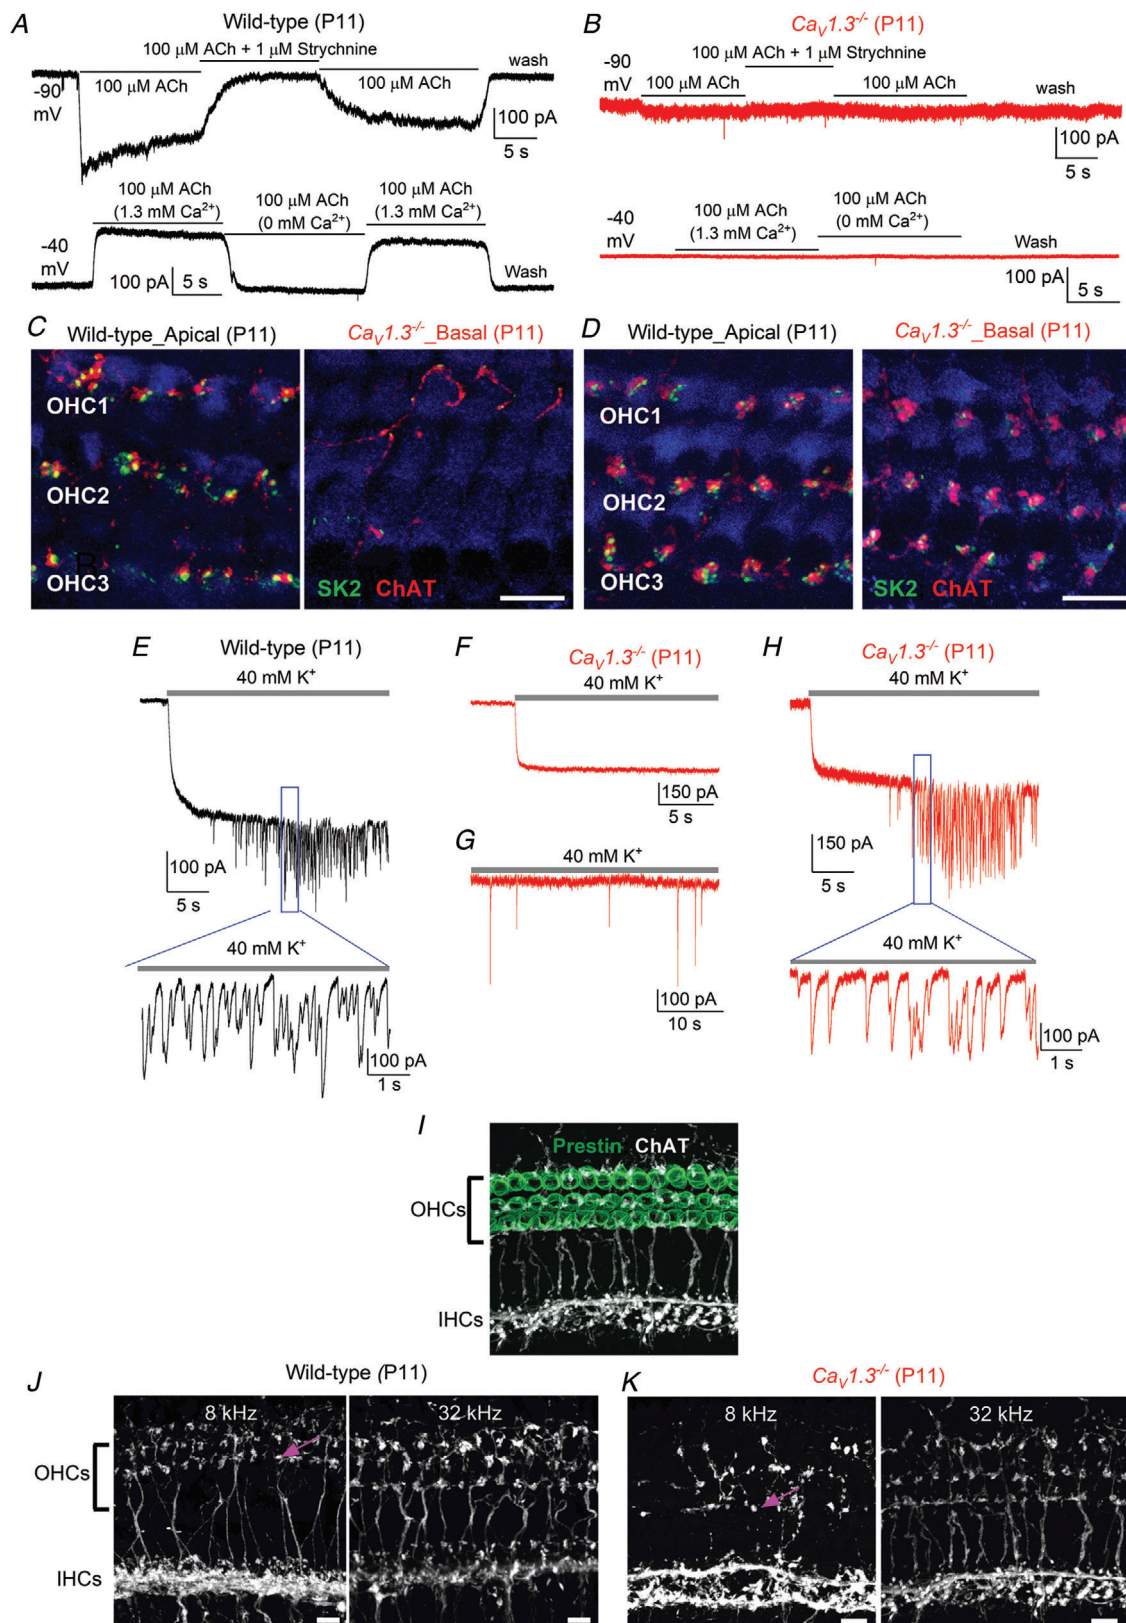 A
Wild-type (P11)
100 µM ACh + 1 µM Strychnine
-90
mV
100 µM ACh
100 µM ACh
wash
100 pA
5 s
100 µM ACh
(1.3 mM Ca2+)
100 µM ACh
(0 mM Ca2+)
100 µM ACh
(1.3 mM Ca2+)
-40
mV
100 pA
5 s
Wash
B
CaV1.3-/- (P11)
100 µM ACh + 1 µM Strychnine
-90
mV
100 µM ACh
100 µM ACh
wash
100 pA
5 s
-40
mV
100 µM ACh
(1.3 mM Ca2+)
100 µM ACh
(0 mM Ca2+)
Wash
100 pA
5 s
C
Wild-type_Apical (P11)
CaV1.3-/-_Basal (P11)
OHC1
OHC2
B
OHC3
SK2 ChAT
D
Wild-type_Apical (P11)
CaV1.3-/-_Basal (P11)
OHC1
OHC2
OHC3
SK2 ChAT
E
Wild-type (P11)
40 mM K+
100 pA
5 s
40 mM K+
100 pA
1 s
F
CaV1.3-/- (P11)
40 mM K+
150 pA
5 s
G
40 mM K+
100 pA
10 s
H
CaV1.3-/- (P11)
40 mM K+
150 pA
5 s
40 mM K+
100 pA
1 s
I
Prestin ChAT
OHCs
IHCs
J
Wild-type (P11)
8 kHz
32 kHz
OHCs
IHCs
K
CaV1.3-/- (P11)
8 kHz
32 kHz
OHCs
IHCs